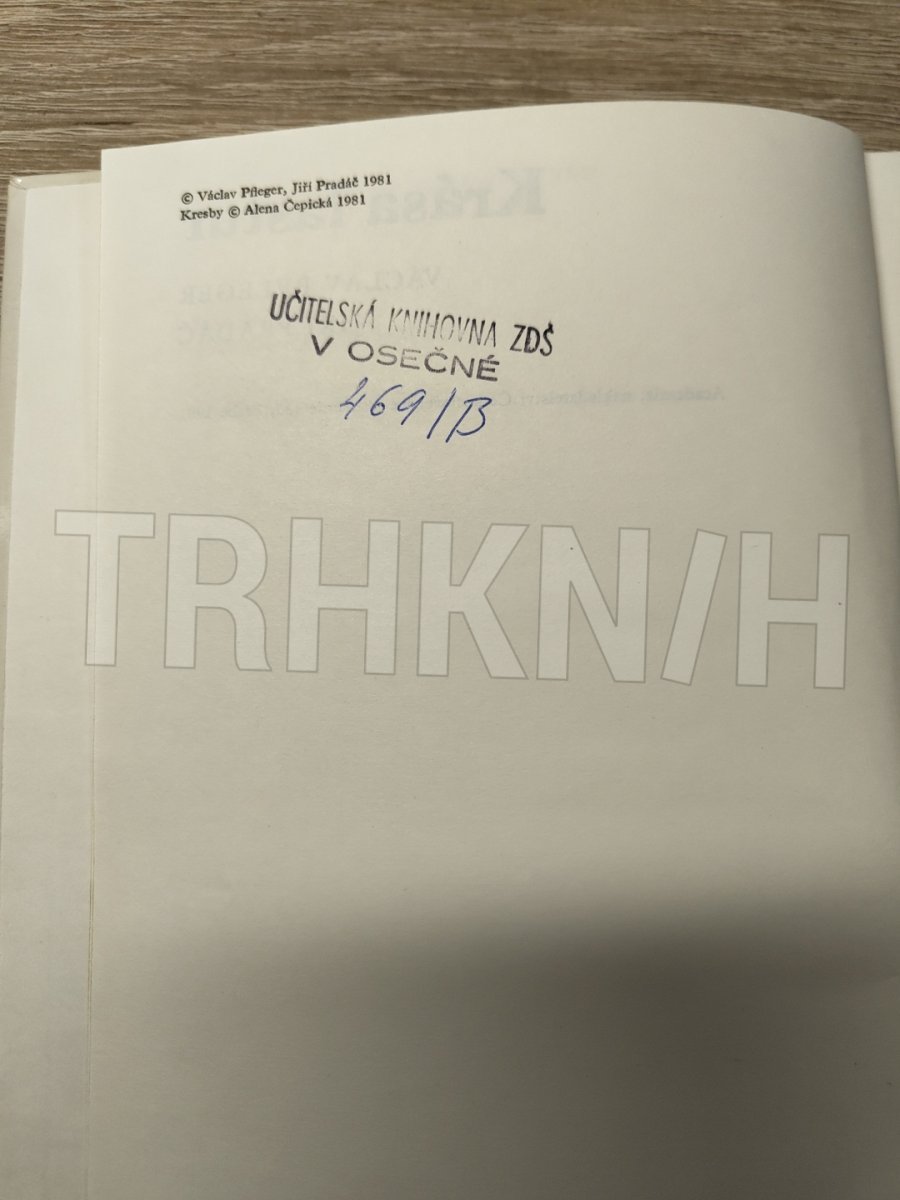 © Václav Pfleger, Jiří Pradáč 1981
Kresby © Alena Čepická 1981
UČITELSKÁ KNIHOVNA ZDŠ
V OSEČNÉ
469/B
TRHKN/H